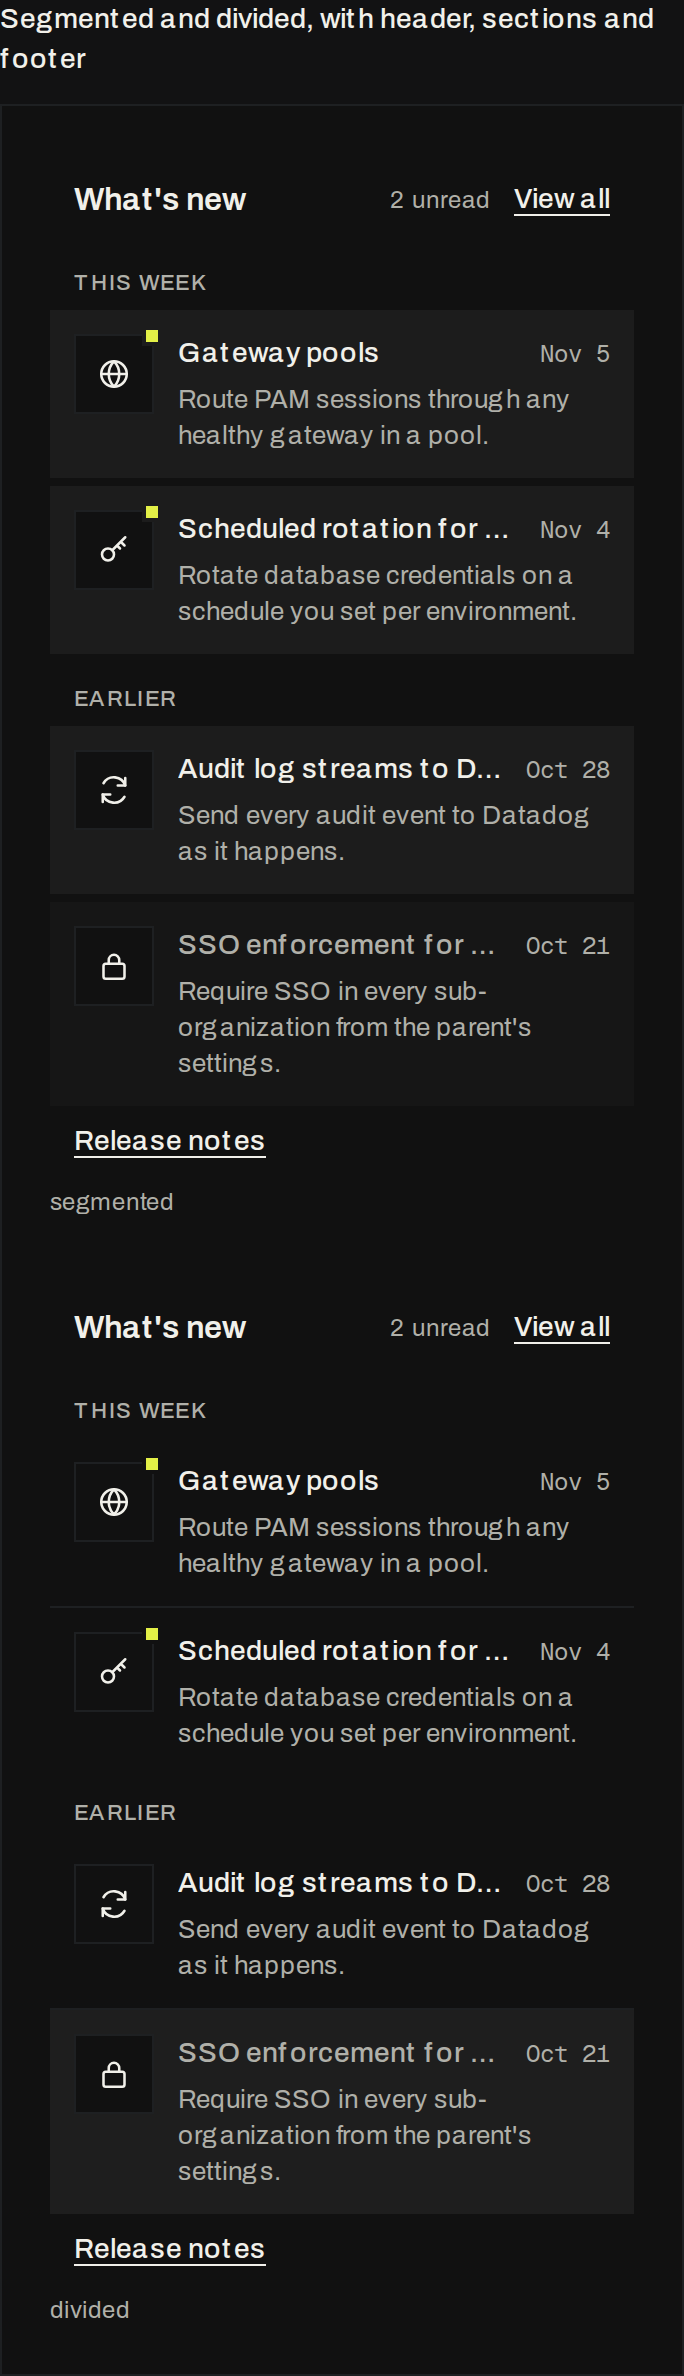 Segmented and divided, with header, sections and
footer
What's new
2 unread
View all
THIS WEEK
Gateway pools
Nov 5
Route PAM sessions through any
healthy gateway in a pool.
Scheduled rotation for ...
Nov 4
Rotate database credentials on a
schedule you set per environment.
EARLIER
Audit log streams to D...
Oct 28
Send every audit event to Datadog
as it happens.
SSO enforcement for ...
Oct 21
Require SSO in every sub-
organization from the parent's
settings.
Release notes
segmented
What's new
2 unread
View all
THIS WEEK
Gateway pools
Nov 5
Route PAM sessions through any
healthy gateway in a pool.
Scheduled rotation for ...
Nov 4
Rotate database credentials on a
schedule you set per environment.
EARLIER
Audit log streams to D...
Oct 28
Send every audit event to Datadog
as it happens.
SSO enforcement for ...
Oct 21
Require SSO in every sub-
organization from the parent's
settings.
Release notes
divided